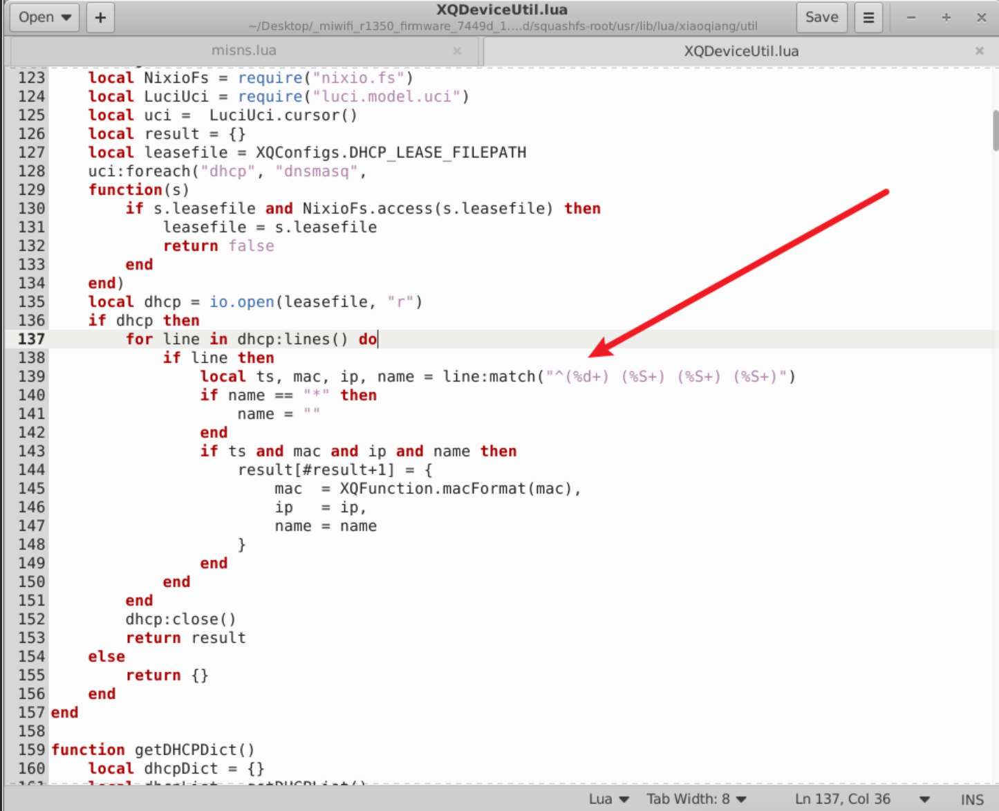 Open
+
XQDeviceUtil.lua
~/Desktop/_miwifi_r1350_firmware_7449d_1....d/squashfs-root/usr/lib/lua/xiaoqiang/util
Save
misns.lua
XQDeviceUtil.lua
123     local NixioFs = require("nixio.fs")
124     local LuciUci = require("luci.model.uci")
125     local uci =  LuciUci.cursor()
126     local result = {}
127     local leasefile = XQConfigs.DHCP_LEASE_FILEPATH
128     uci:foreach("dhcp", "dnsmasq",
129     function(s)
130         if s.leasefile and NixioFs.access(s.leasefile) then
131             leasefile = s.leasefile
132             return false
133         end
134     end)
135     local dhcp = io.open(leasefile, "r")
136     if dhcp then
137         for line in dhcp:lines() do
138             if line then
139                 local ts, mac, ip, name = line:match("^(%d+) (%S+) (%S+) (%S+)")
140                 if name == "*" then
141                     name = ""
142                 end
143                 if ts and mac and ip and name then
144                     result[#result+1] = {
145                         mac  = XQFunction.macFormat(mac),
146                         ip   = ip,
147                         name = name
148                     }
149                 end
150             end
151         end
152         dhcp:close()
153         return result
154     else
155         return {}
156     end
157 end
158
159 function getDHCPDict()
160     local dhcpDict = {}
161     local dhcpList = getDHCPList()
Lua
Tab Width: 8
Ln 137, Col 36
INS